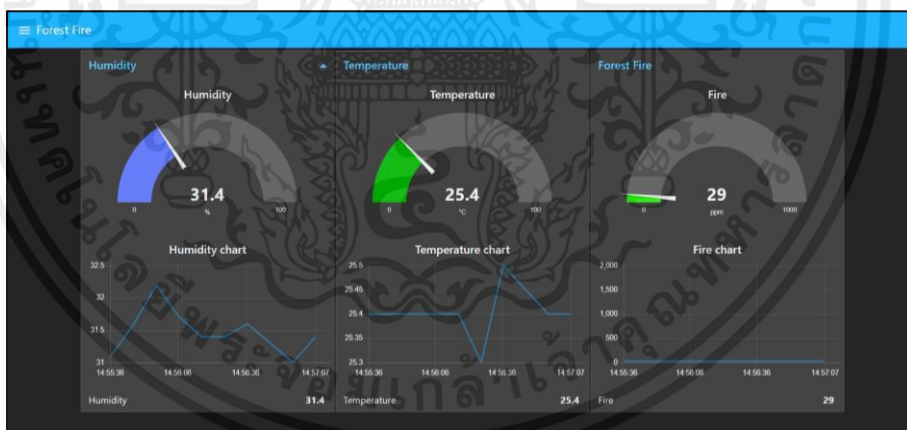 Forest Fire
Humidity
Humidity
31.4
%
0
100
Humidity chart
32.5
32
31.5
31
14:55:36
14:56:06
14:56:36
14:57:07
Humidity
31.4
Temperature
Temperature
25.4
°C
0
100
Temperature chart
25.5
25.45
25.4
25.35
25.3
14:55:36
14:56:06
14:56:36
14:57:07
Temperature
25.4
Forest Fire
Fire
29
ppm
0
1000
Fire chart
2,000
1,500
1,000
500
0
14:55:36
14:56:06
14:56:36
14:57:07
Fire
29